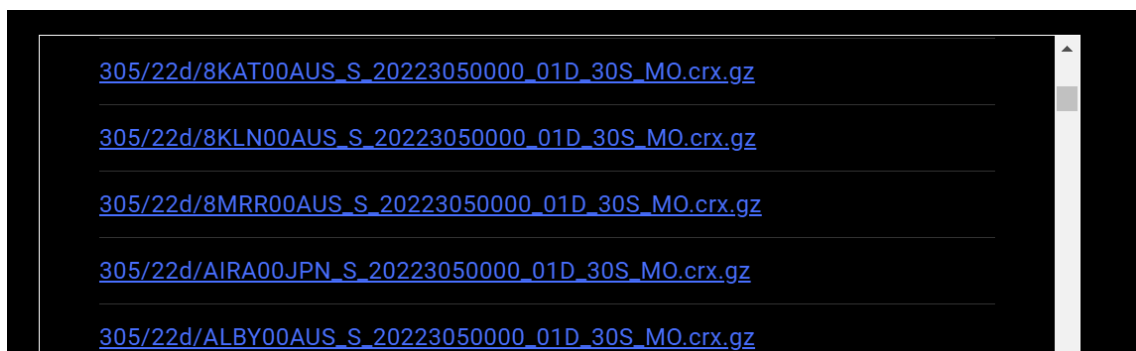 305/22d/8KAT00AUS_S_20223050000_01D_30S_MO.crx.gz
305/22d/8KLN00AUS_S_20223050000_01D_30S_MO.crx.gz
305/22d/8MRR00AUS_S_20223050000_01D_30S_MO.crx.gz
305/22d/AIRA00JPN_S_20223050000_01D_30S_MO.crx.gz
305/22d/ALBY00AUS_S_20223050000_01D_30S_MO.crx.gz